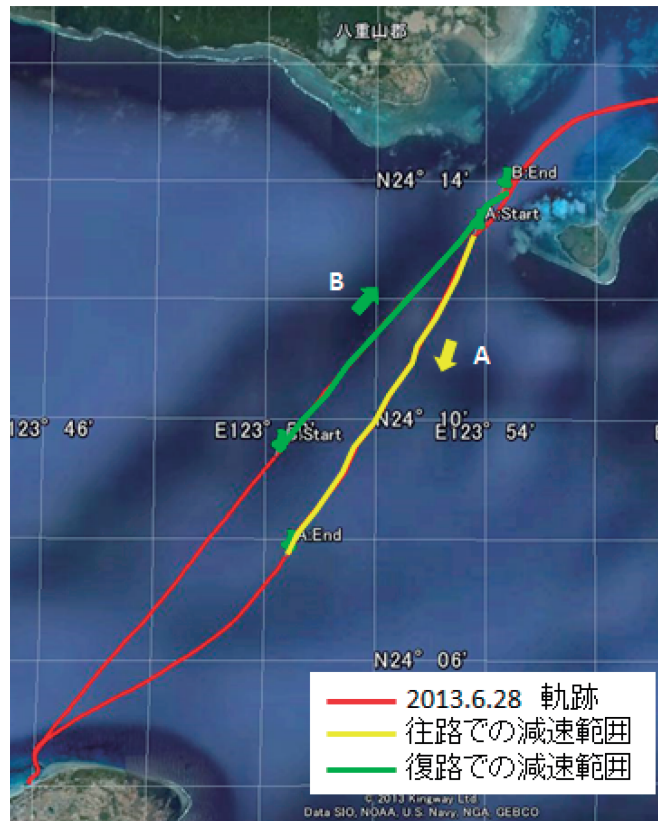 八重山郡
B:End
N24° 14'
A:Start
B
A
N24° 10'
123° 46'
E123° 5
:Start
E123° 54'
A:End
N24° 06'
2013.6.28 軌跡
往路での減速範囲
復路での減速範囲
© 2013 Kingway Ltd
Data SIO, NOAA, U.S. Navy, NGA, GEBCO